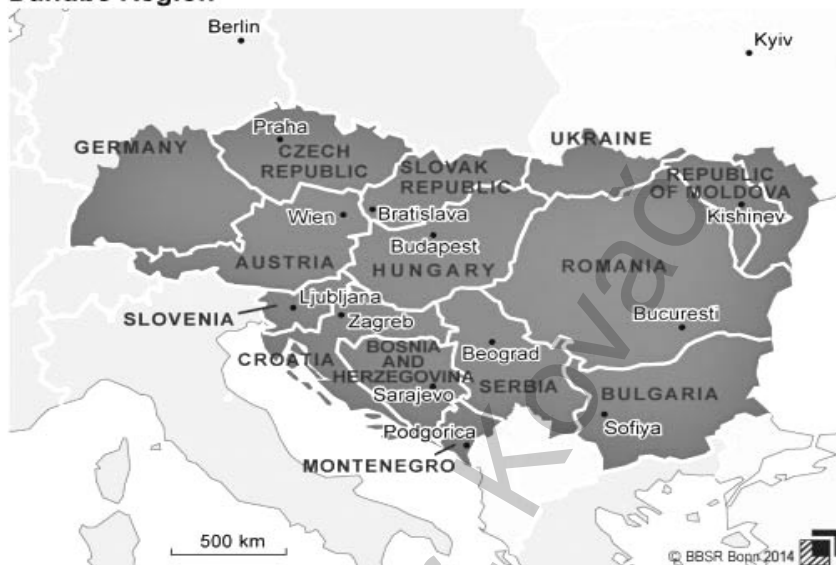 Danube Region
Berlin
Kyiv
GERMANY
Praha
CZECH
REPUBLIC
SLOVAK
REPUBLIC
UKRAINE
REPUBLIC
OF MOLDOVA
Kishinev
Wien
Bratislava
Budapest
AUSTRIA
HUNGARY
ROMANIA
Ljubljana
SLOVENIA
Zagreb
Bucuresti
CROATIA
BOSNIA
AND
HERZEGOVINA
Beograd
Sarajevo
SERBIA
BULGARIA
Sofiya
Podgorica
MONTENEGRO
500 km
© BBSR Bonn 2014
Kovač